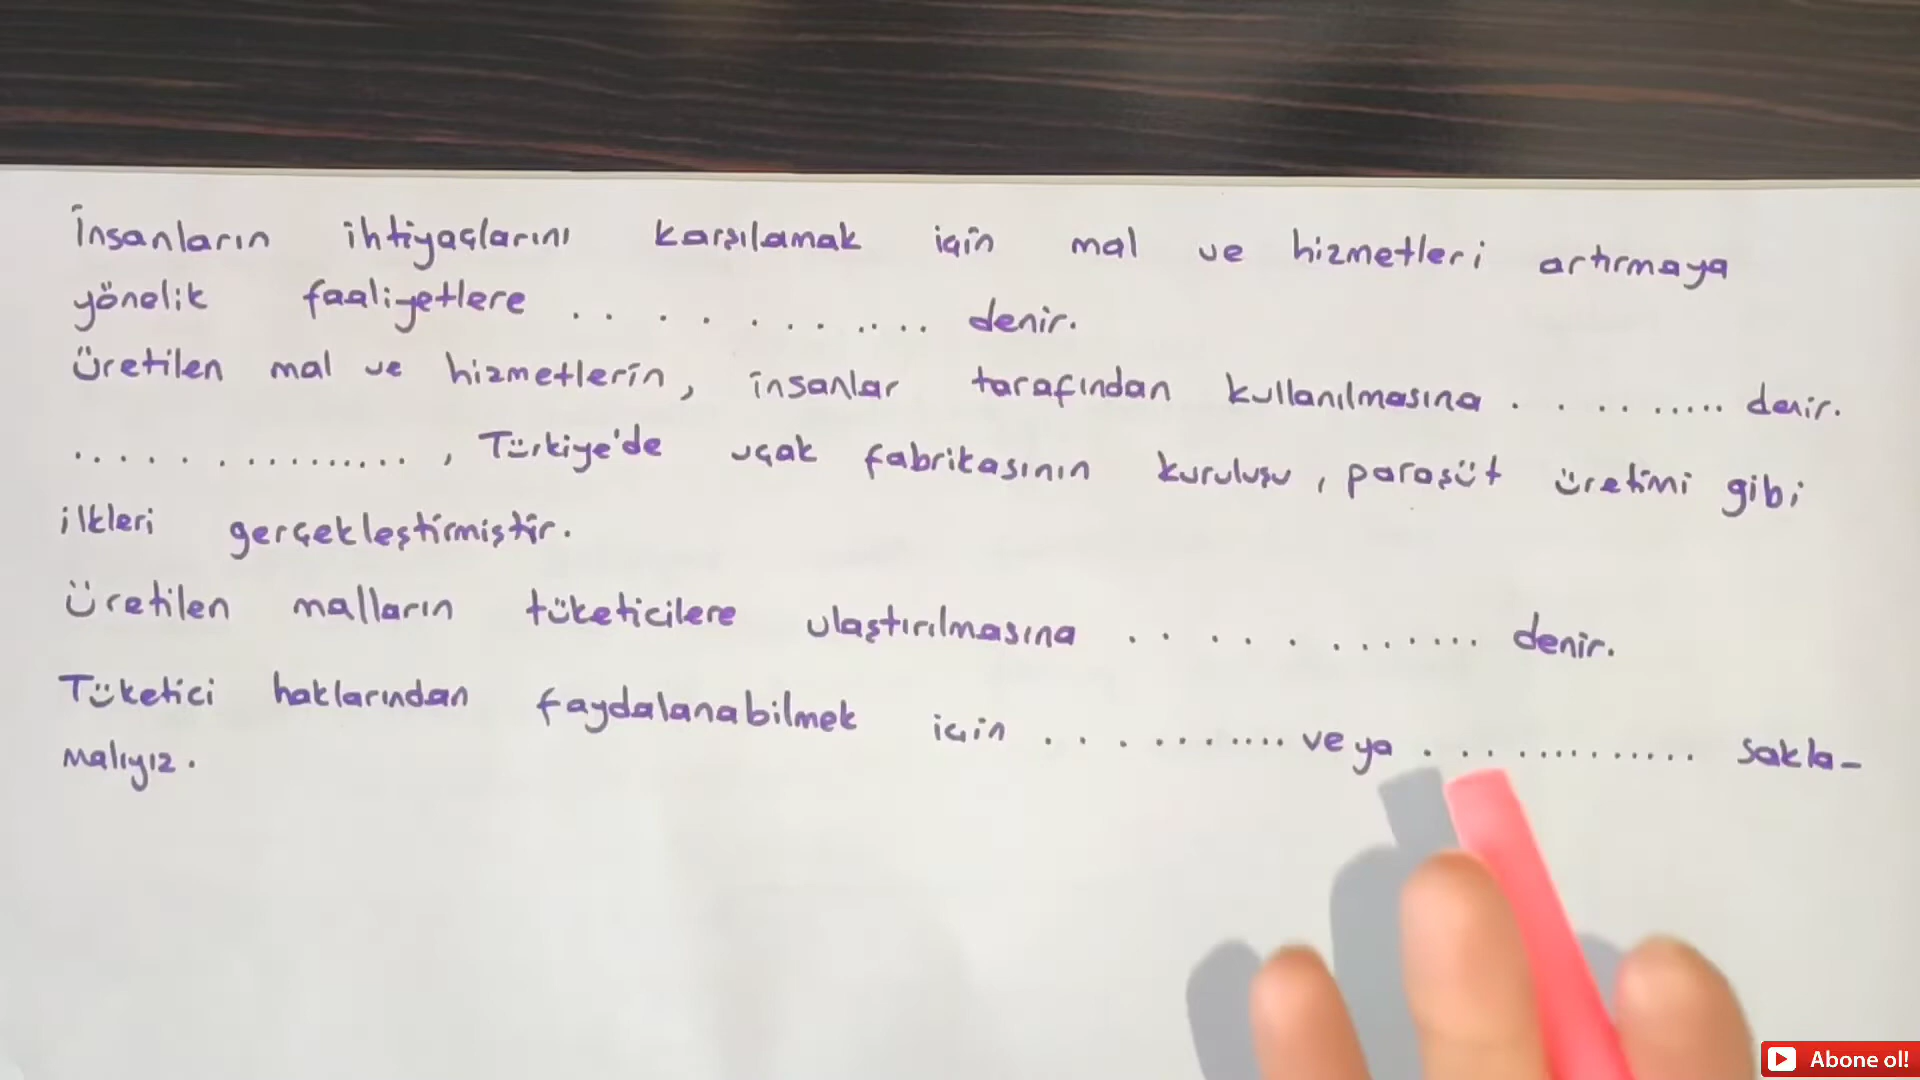 İnsanların ihtiyaçlarını karşılamak için mal ve hizmetleri artırmaya
yönelik faaliyetlere . . . . . . . . . . denir.
Üretilen mal ve hizmetlerin, insanlar tarafından kullanılmasına . . . . . . . . . . denir.
. . . . . . . . . . . . . . . , Türkiye'de uçak fabrikasının kuruluşu, paraşüt üretimi gibi
ilkleri gerçekleştirmiştir.
Üretilen malların tüketicilere ulaştırılmasına . . . . . . . . . . . denir.
Tüketici haklarından faydalanabilmek için . . . . . . . . . . veya . . . . . . . . . . . . sakla-
malıyız.
Abone ol!